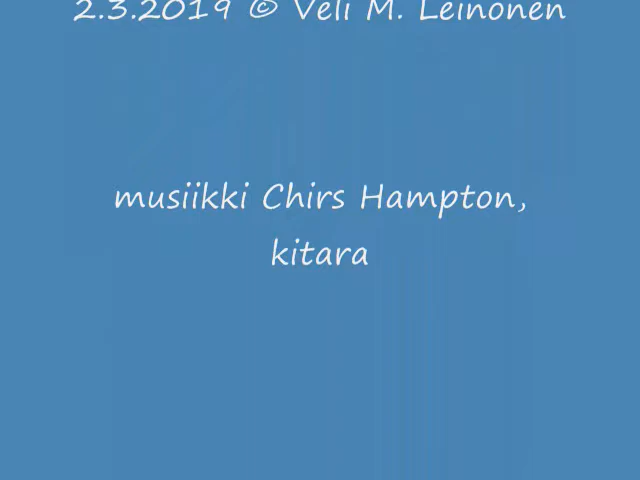 2.3.2019 © Veli M. Leinonen
musiikki Chirs Hampton,
kitara